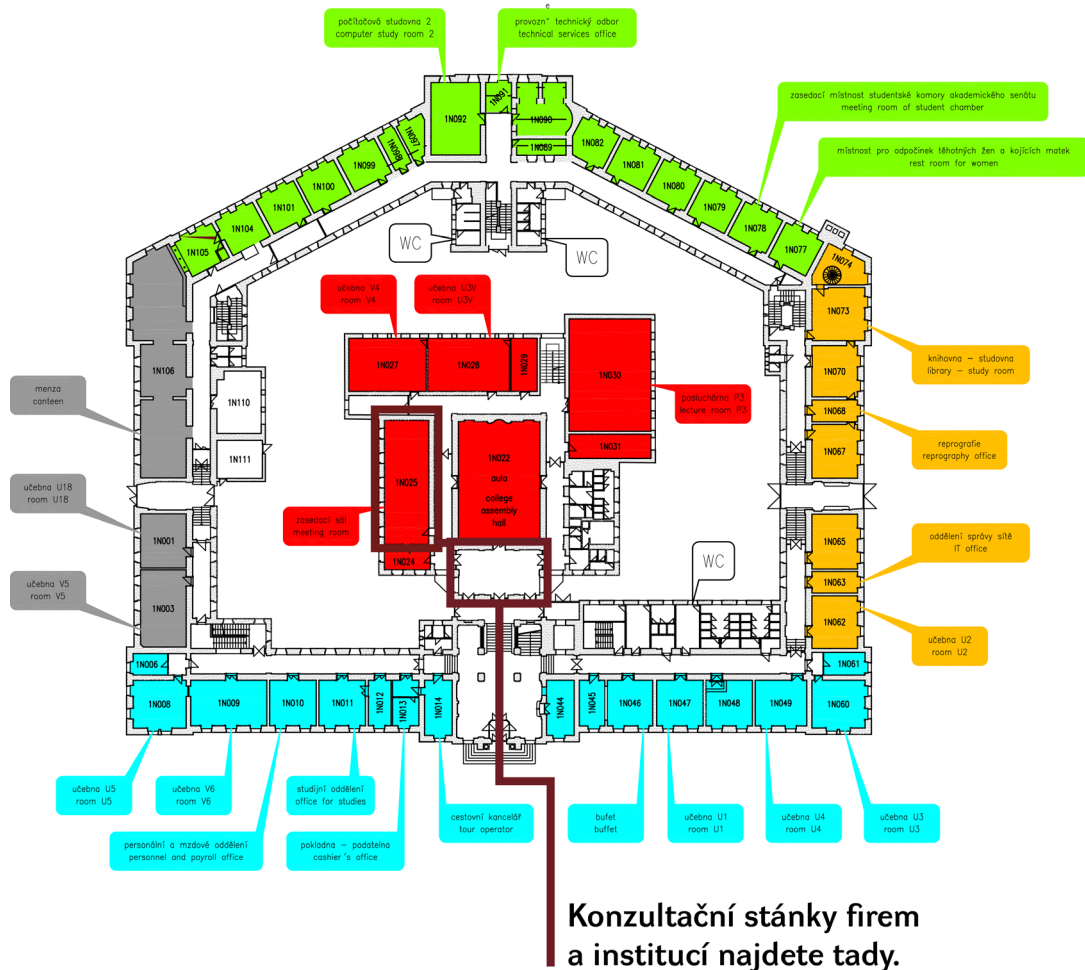 e
počítačová studovna 2
computer study room 2
provozn" technický odbor
technical services office
zasedací místnost studentské komory akademického senátu
meeting room of student chamber
místnost pro odpočinek těhotných žen a kojících matek
rest room for women
1N092
1N091
1N090
1N089
1N097
1N098
1N099
1N100
1N101
1N104
1N105
1N082
1N081
1N080
1N079
1N078
1N077
WC
WC
1N074
1N073
učebna V4
room V4
učebna U3V
room U3V
1N027
1N028
1N029
1N030
1N031
posluchárna P3
lecture room P3
knihovna – studovna
library – study room
1N070
1N068
1N067
reprografie
reprography office
menza
canteen
1N106
1N110
1N111
učebna U18
room U18
1N025
1N022
aula
college
assembly
hall
zasedací sál
meeting room
1N024
1N001
1N003
učebna V5
room V5
1N065
1N063
1N062
oddělení správy sítě
IT office
učebna U2
room U2
WC
1N006
1N008
1N009
1N010
1N011
1N012
1N013
1N014
1N044
1N045
1N046
1N047
1N048
1N049
1N060
1N061
učebna U5
room U5
učebna V6
room V6
studijní oddělení
office for studies
cestovní kancelář
tour operator
bufet
buffet
učebna U1
room U1
učebna U4
room U4
učebna U3
room U3
personální a mzdové oddělení
personnel and payroll office
pokladna – podatelna
cashier's office
Konzultační stánky firem
a institucí najdete tady.